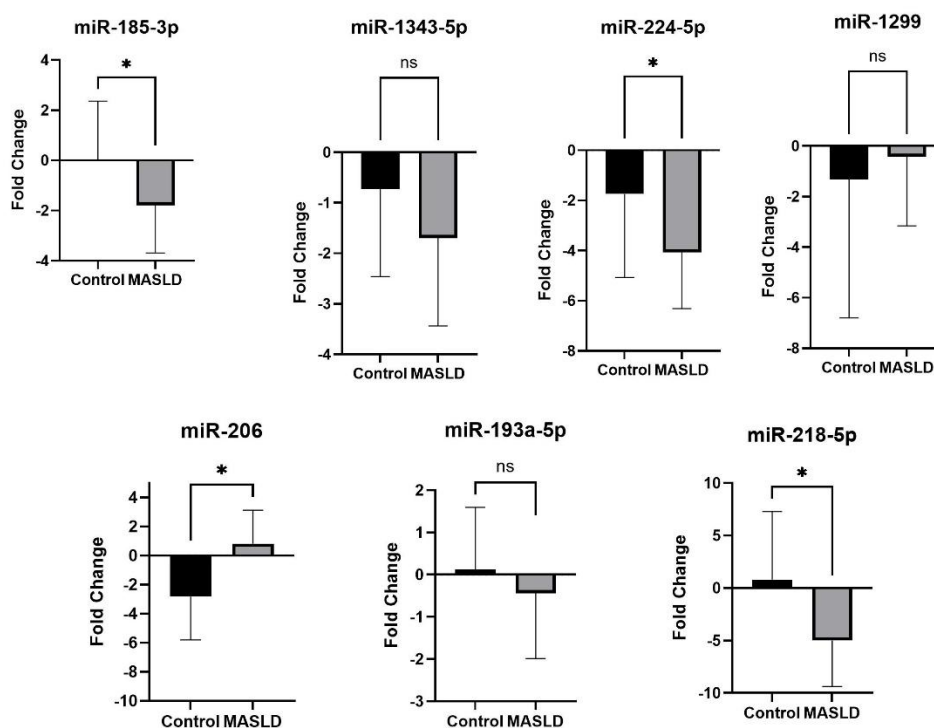 miR-185-3p
*
Fold Change
4
2
0
-2
-4
Control MASLD
miR-1343-5p
ns
Fold Change
0
-1
-2
-3
-4
Control MASLD
miR-224-5p
*
Fold Change
0
-2
-4
-6
-8
Control MASLD
miR-1299
ns
Fold Change
0
-2
-4
-6
-8
Control MASLD
miR-206
*
Fold Change
4
2
0
-2
-4
-6
-8
-10
Control MASLD
miR-193a-5p
ns
Fold Change
2
1
0
-1
-2
-3
Control MASLD
miR-218-5p
*
Fold Change
10
5
0
-5
-10
Control MASLD